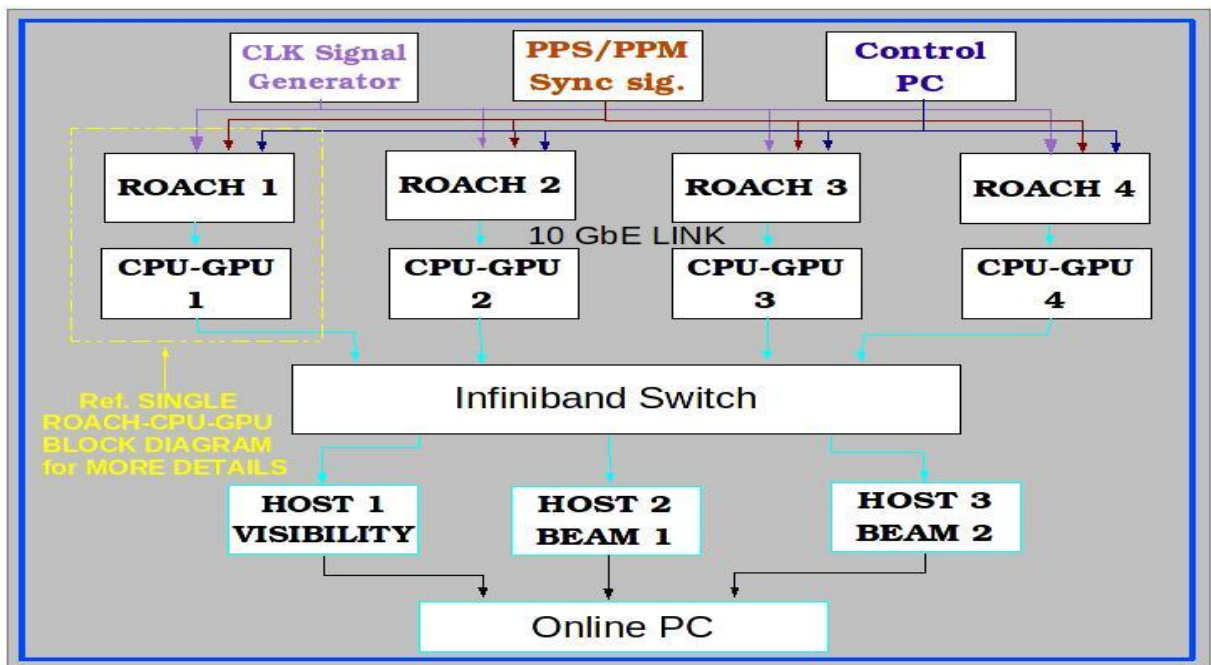 CLK Signal
Generator
PPS/PPM
Sync sig.
Control
PC
ROACH 1
ROACH 2
ROACH 3
ROACH 4
10 GbE LINK
CPU-GPU
1
CPU-GPU
2
CPU-GPU
3
CPU-GPU
4
Infiniband Switch
Ref. SINGLE
ROACH-CPU-GPU
BLOCK DIAGRAM
for MORE DETAILS
HOST 1
VISIBILITY
HOST 2
BEAM 1
HOST 3
BEAM 2
Online PC